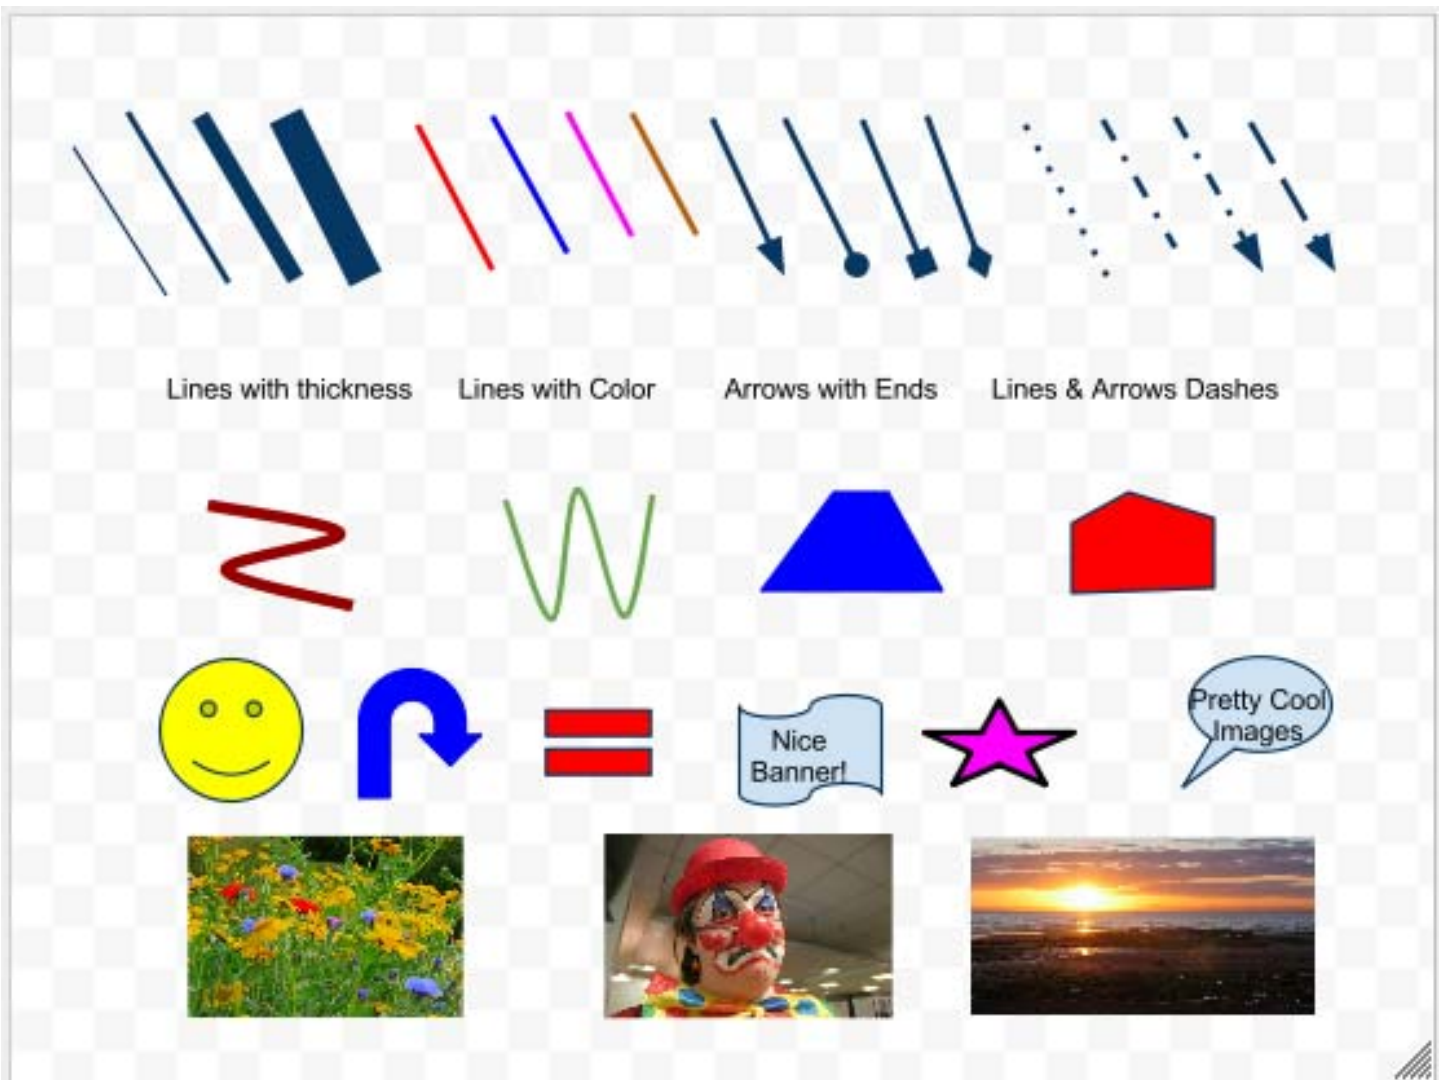 Lines with thickness
Lines with Color
Arrows with Ends
Lines & Arrows Dashes
Nice
Banner!
Pretty Cool
Images